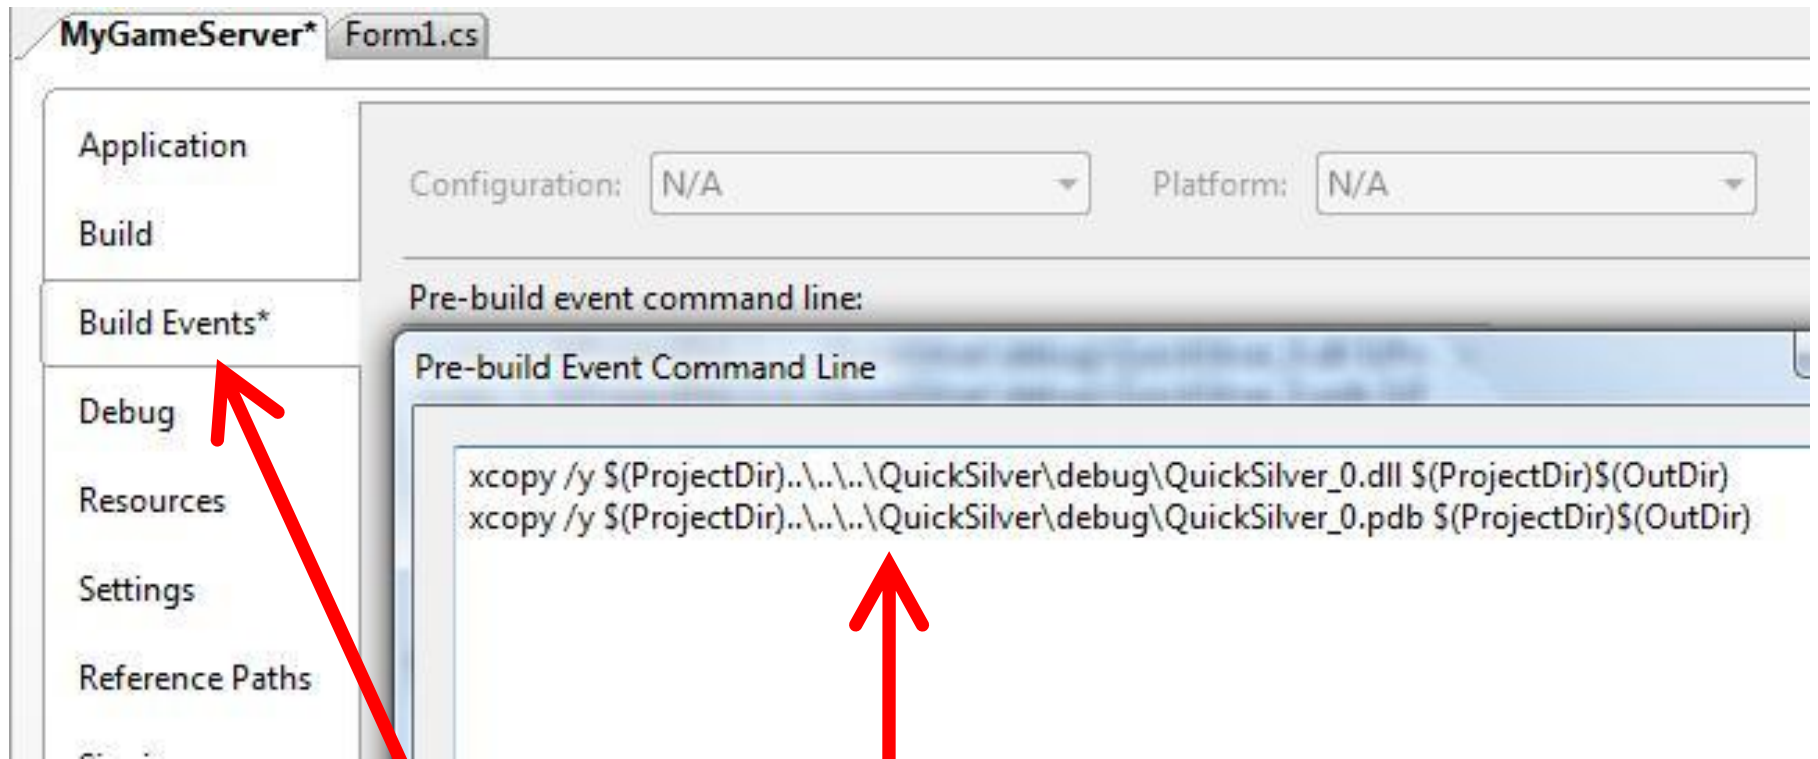 MyGameServer* Form1.cs
Application
Configuration: N/A Platform: N/A
Build
Pre-build event command line:
Build Events*
Pre-build Event Command Line
Debug
xcopy /y $(ProjectDir)..\..\..\QuickSilver\debug\QuickSilver_0.dll $(ProjectDir)$(OutDir)
Resources
xcopy /y $(ProjectDir)..\..\..\QuickSilver\debug\QuickSilver_0.pdb $(ProjectDir)$(OutDir)
Settings
Reference Paths